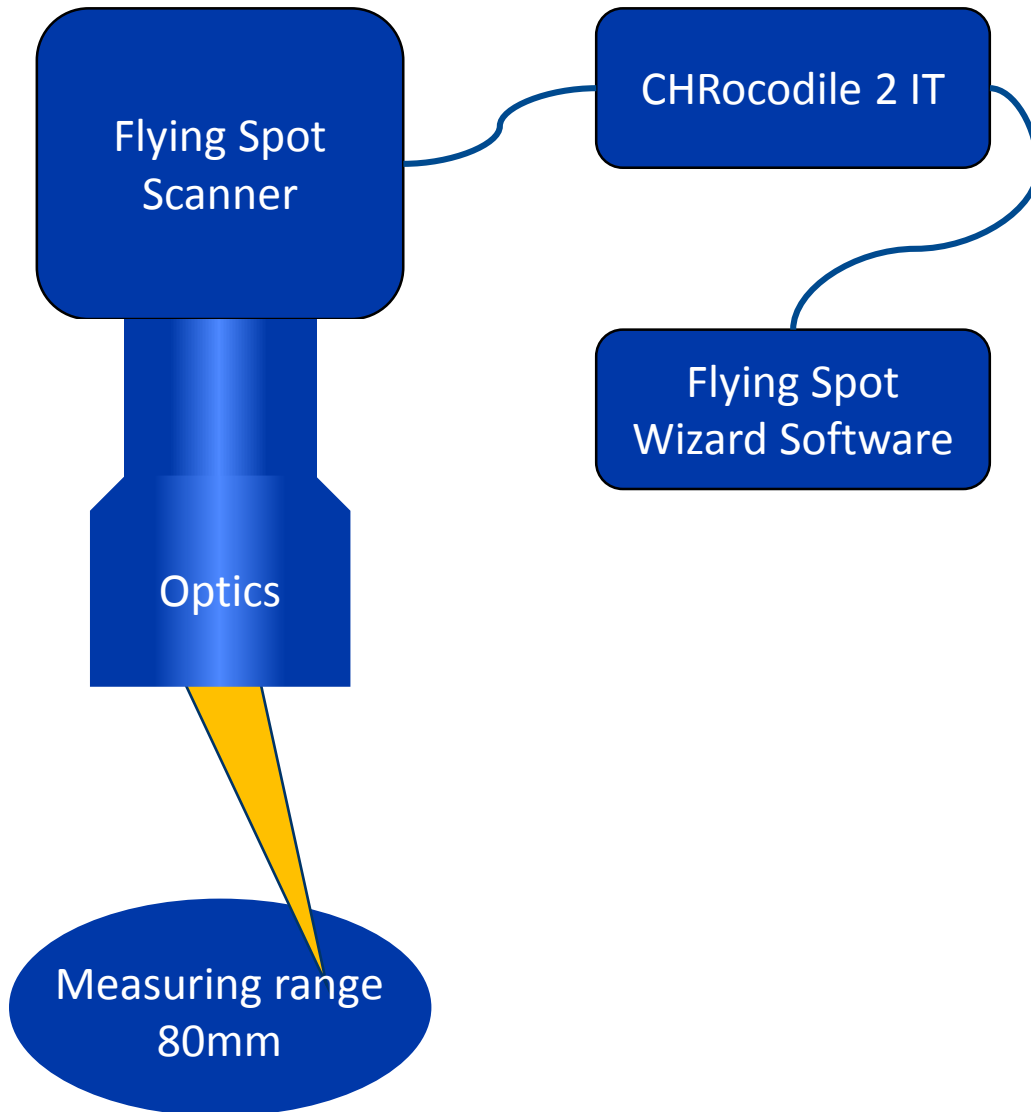 Flying Spot
Scanner
CHRocodile 2 IT
Flying Spot
Wizard Software
Optics
Measuring range
80mm